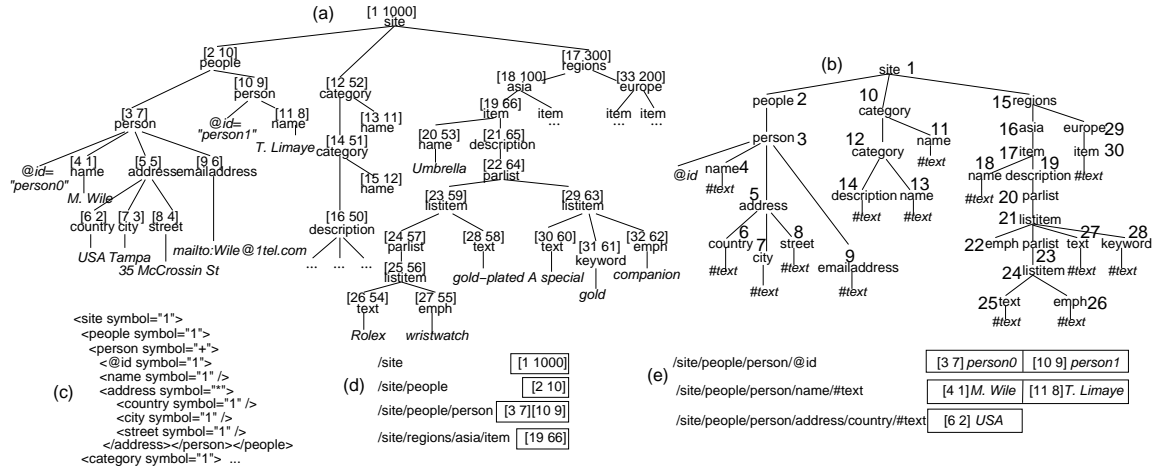 (a)
[1 1000]
site
[2 10]
people
[17 300]
regions
[10 9]
person
[12 52]
category
[18 100]
asia
[33 200]
europe
[3 7]
person
@id=
"person1"
[11 8]
name
T. Limaye
[13 11]
name
[19 66]
item
item
...
item
item
...
[14 51]
category
[20 53]
name
Umbrella
[21 65]
description
@id=
"person0"
[4 1]
name
M. Wile
[5 5]
address
[9 6]
emailaddress
[15 12]
name
[22 64]
parlist
[6 2]
country
USA
[7 3]
city
Tampa
[8 4]
street
35 McCrossin St
mailto:Wile@1tel.com
[16 50]
description
... ... ...
[23 59]
listitem
[29 63]
listitem
[24 57]
parlist
[28 58]
text
gold−plated
[30 60]
text
A special
[31 61]
keyword
gold
[32 62]
emph
companion
[25 56]
listitem
[26 54]
text
Rolex
[27 55]
emph
wristwatch
(b)
site 1
people 2
10
category
15 regions
person 3
12
category
11
name
#text
16 asia
europe 29
17 item
item 30
#text
@id
name 4
#text
18
name
#text
19
description
address
5
14
description
#text
13
name
#text
20 parlist
6
country
#text
7
city
#text
8
street
#text
9
emailaddress
#text
21 listitem
22 emph
#text
parlist
23
text
27
#text
keyword
28
#text
24 listitem
25 text
#text
emph 26
#text
(c)
<site symbol="1">
<people symbol="1">
<person symbol="+">
<@id symbol="1">
<name symbol="1" />
<address symbol="*">
<country symbol="1" />
<city symbol="1" />
<street symbol="1" />
</address></person></people>
<category symbol="1"> ...
(d)
/site [1 1000]
/site/people [2 10]
/site/people/person [3 7] [10 9]
/site/regions/asia/item [19 66]
(e)
/site/people/person/@id [3 7] person0 [10 9] person1
/site/people/person/name/#text [4 1] M. Wile [11 8] T. Limaye
/site/people/person/address/country/#text [6 2] USA